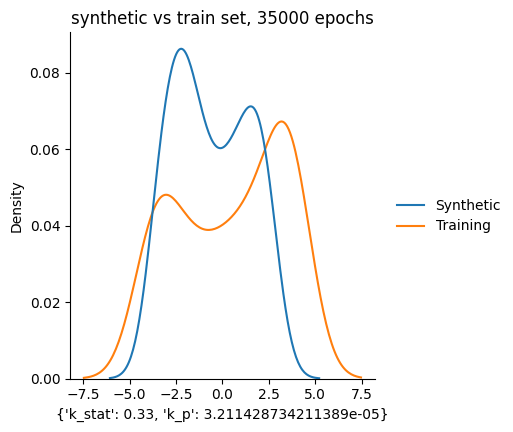 synthetic vs train set, 35000 epochs
0.08
0.06
0.04
0.02
0.00
Density
Synthetic
Training
−7.5 −5.0 −2.5 0.0 2.5 5.0 7.5
{'k_stat': 0.33, 'k_p': 3.211428734211389e-05}